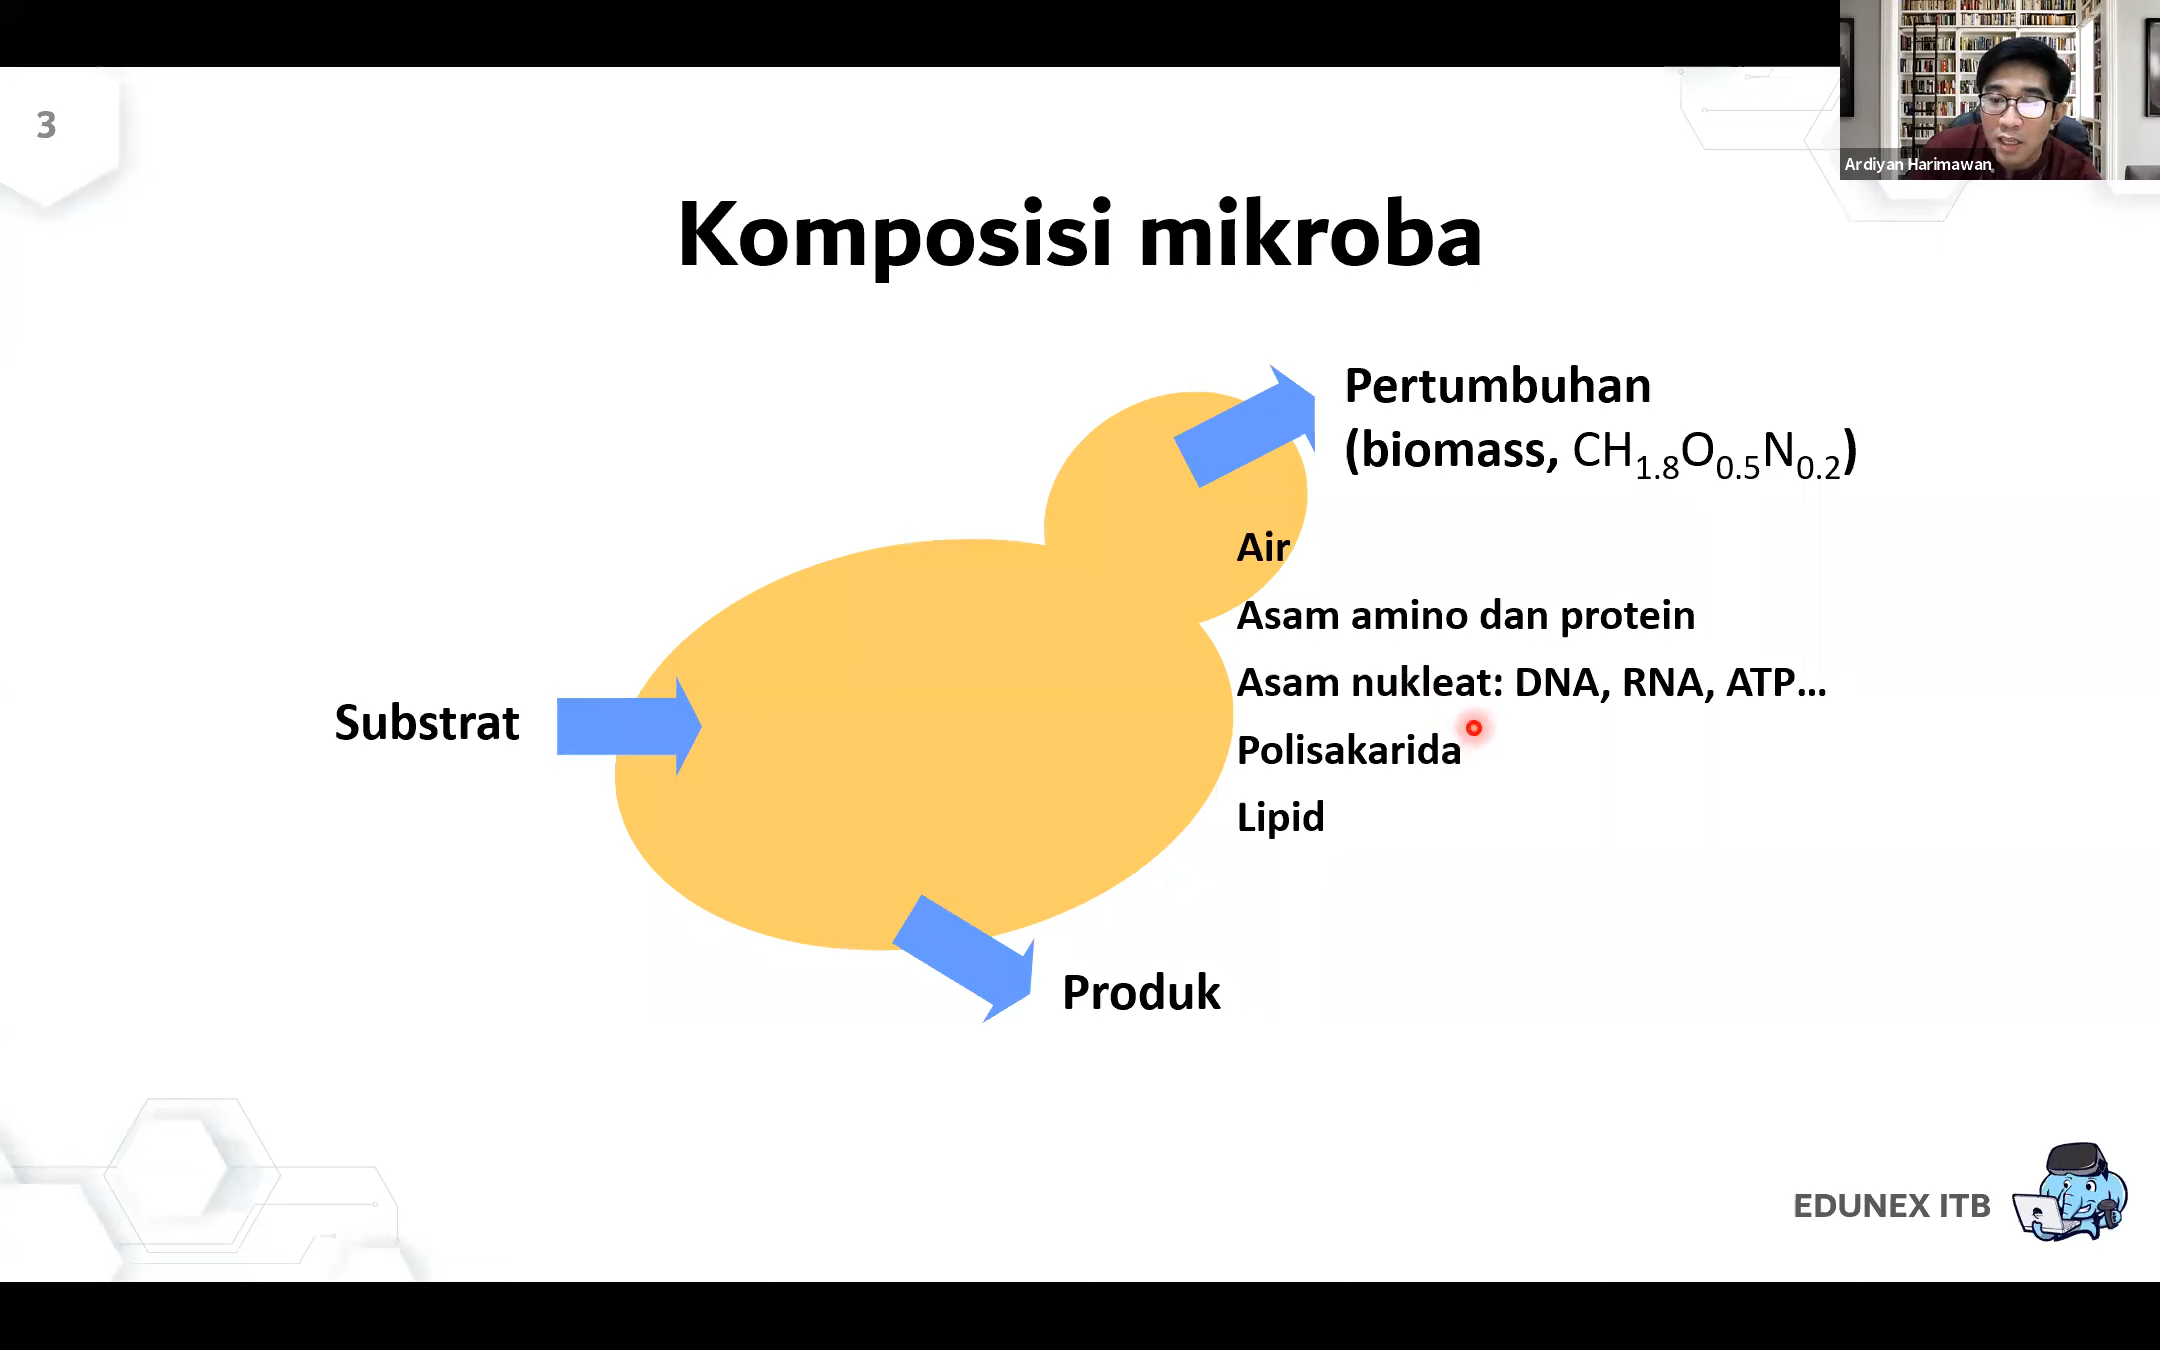 3
Ardiyan Harimawan
Komposisi mikroba
Pertumbuhan
(biomass, CH1.8O0.5N0.2)
Air
Asam amino dan protein
Asam nukleat: DNA, RNA, ATP...
Substrat
Polisakarida
Lipid
Produk
EDUNEX ITB